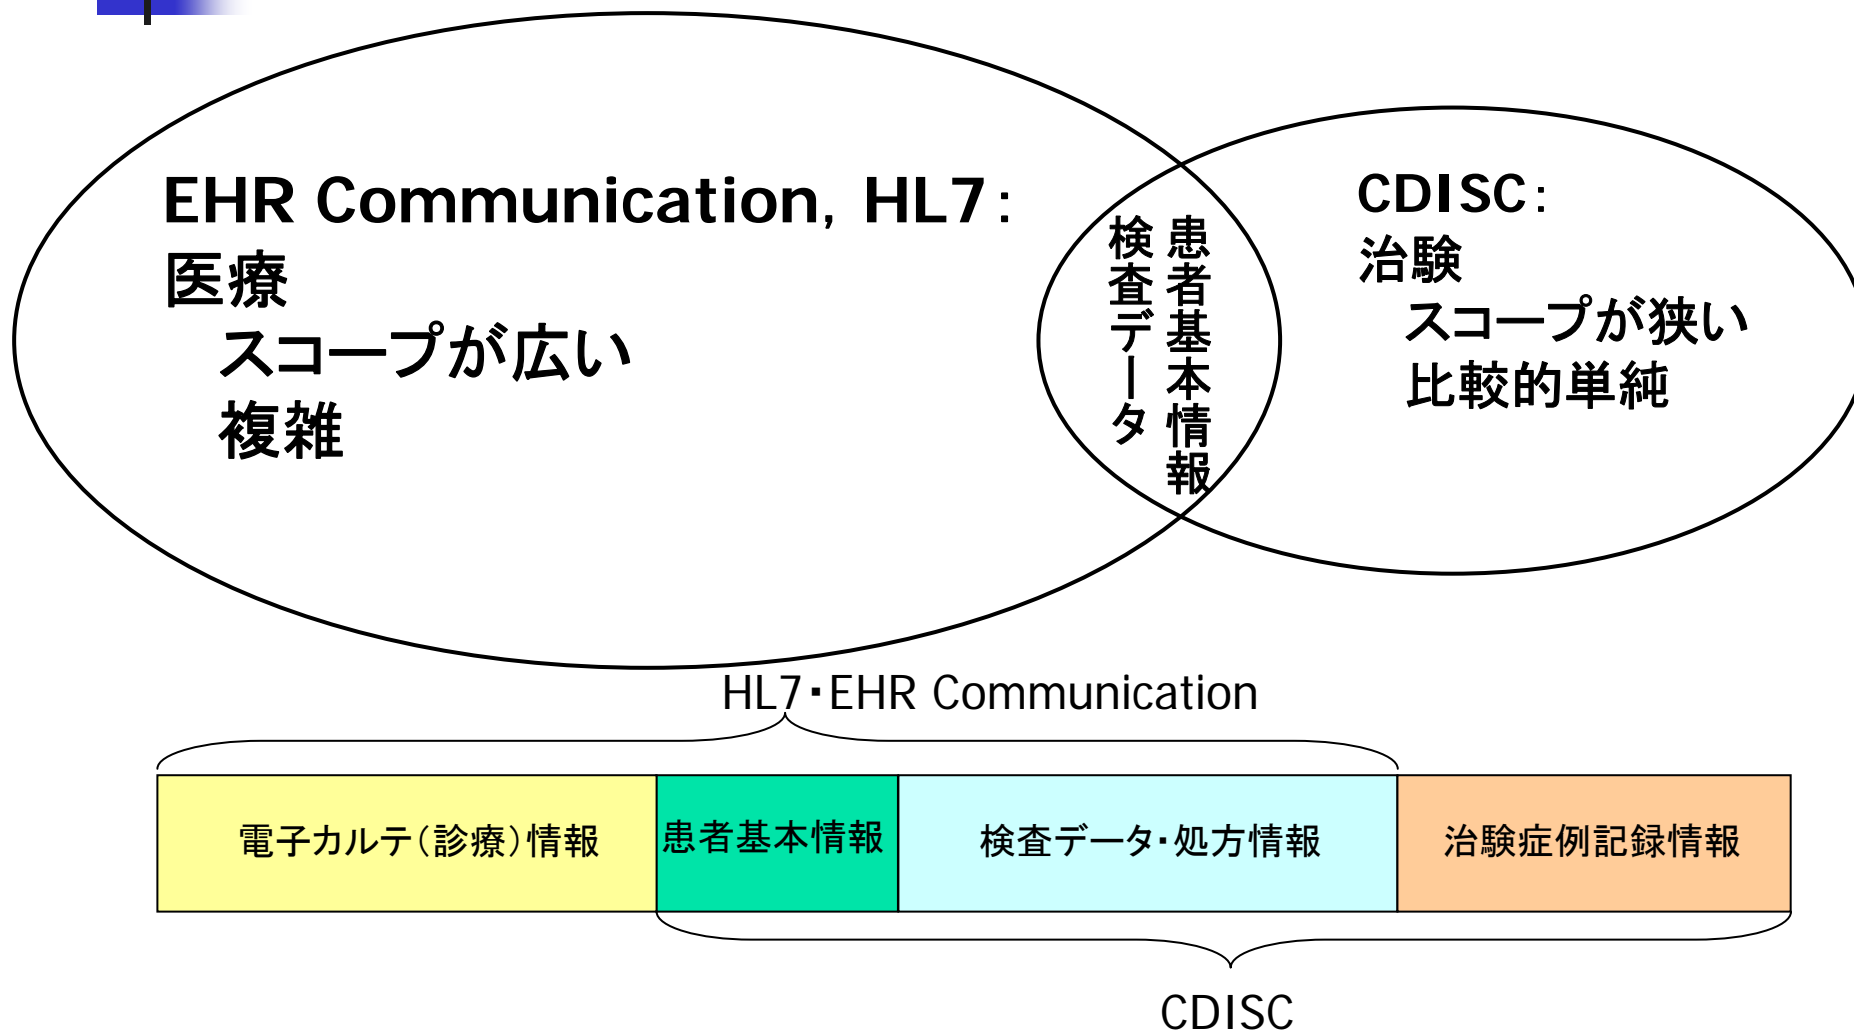 EHR Communication, HL7：
医療
スコープが広い
複雑
患者基本情報
検査データ
CDISC：
治験
スコープが狭い
比較的単純
HL7・EHR Communication
電子カルテ（診療）情報
患者基本情報
検査データ・処方情報
治験症例記録情報
CDISC